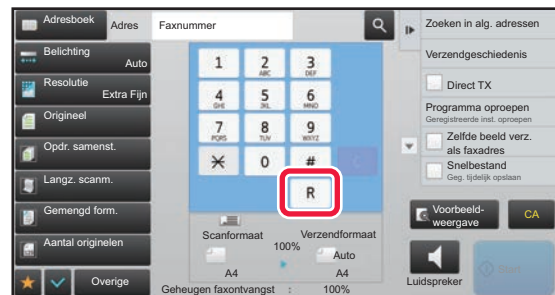 Adresboek
Adres
Faxnummer
Belichting
Auto
Resolutie
Extra Fijn
Origineel
Opdr. samenst.
Langz. scanm.
Gemengd form.
Aantal originelen
Overige
1
2
ABC
3
DEF
4
GHI
5
JKL
6
MNO
7
PQRS
8
TUV
9
WXYZ
0
#
C
R
Scanformaat
100%
Verzendformaat
Auto
A4
A4
Geheugen faxontvangst : 100%
Zoeken in alg. adressen
Verzendgeschiedenis
Direct TX
Programma oproepen
Geregistreerde inst. oproepen
Zelfde beeld verz.
als faxadres
Snelbestand
Geg. tijdelijk opslaan
Voorbeeld-
weergave
CA
Luidspreker
Start